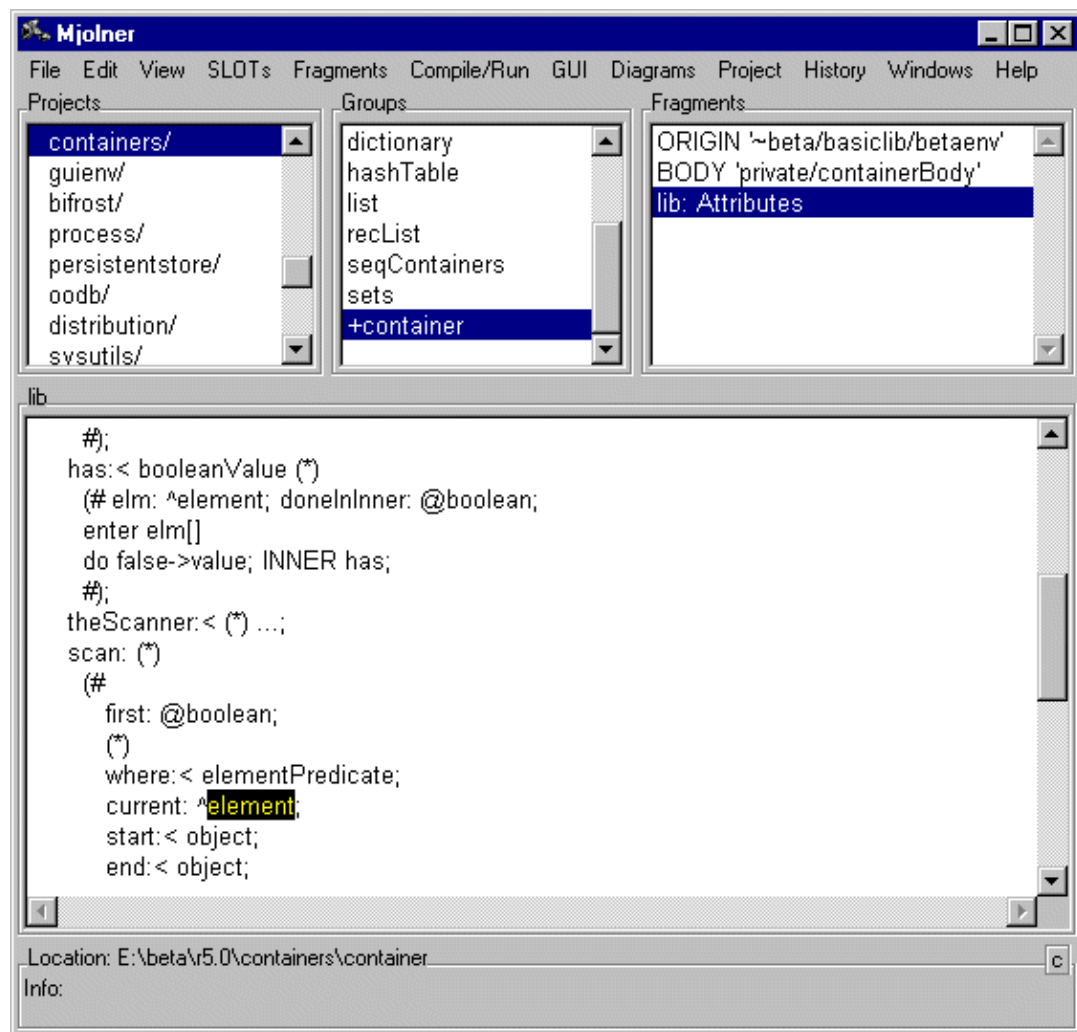 Mjolner
File Edit View SLOTs Fragments Compile/Run GUI Diagrams Project History Windows Help
Projects
containers/
guienv/
bifrost/
process/
persistentstore/
oodb/
distribution/
sysutils/
Groups
dictionary
hashTable
list
recList
seqContainers
sets
+container
Fragments
ORIGIN '~beta/basiclib/betaenv'
BODY 'private/containerBody'
lib: Attributes
lib
#);
has:< booleanValue (*)
(# elm: ^element; doneInInner: @boolean;
enter elm[]
do false->value; INNER has;
#);
theScanner:< (*) ...;
scan: (*)
(#
first: @boolean;
(*)
where:< elementPredicate;
current: ^element;
start:< object;
end:< object;
Location: E:\beta\r5.0\containers\container
c
Info: